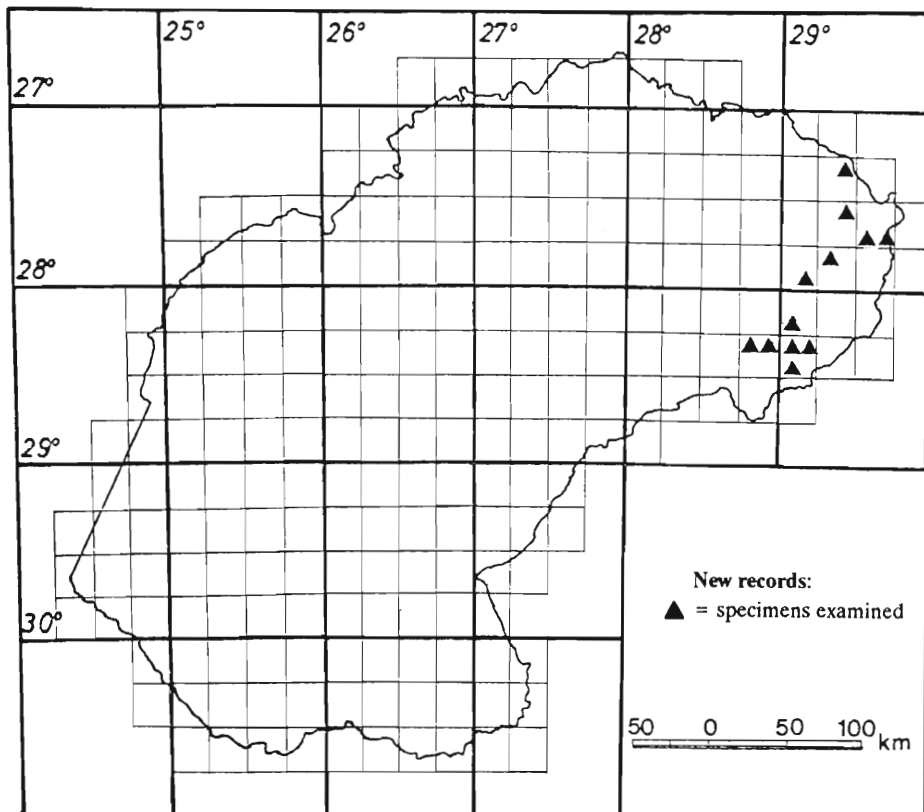 25° 26° 27° 28° 29°
27°
28°
29°
30°
New records:
▲ = specimens examined
50 0 50 100 km